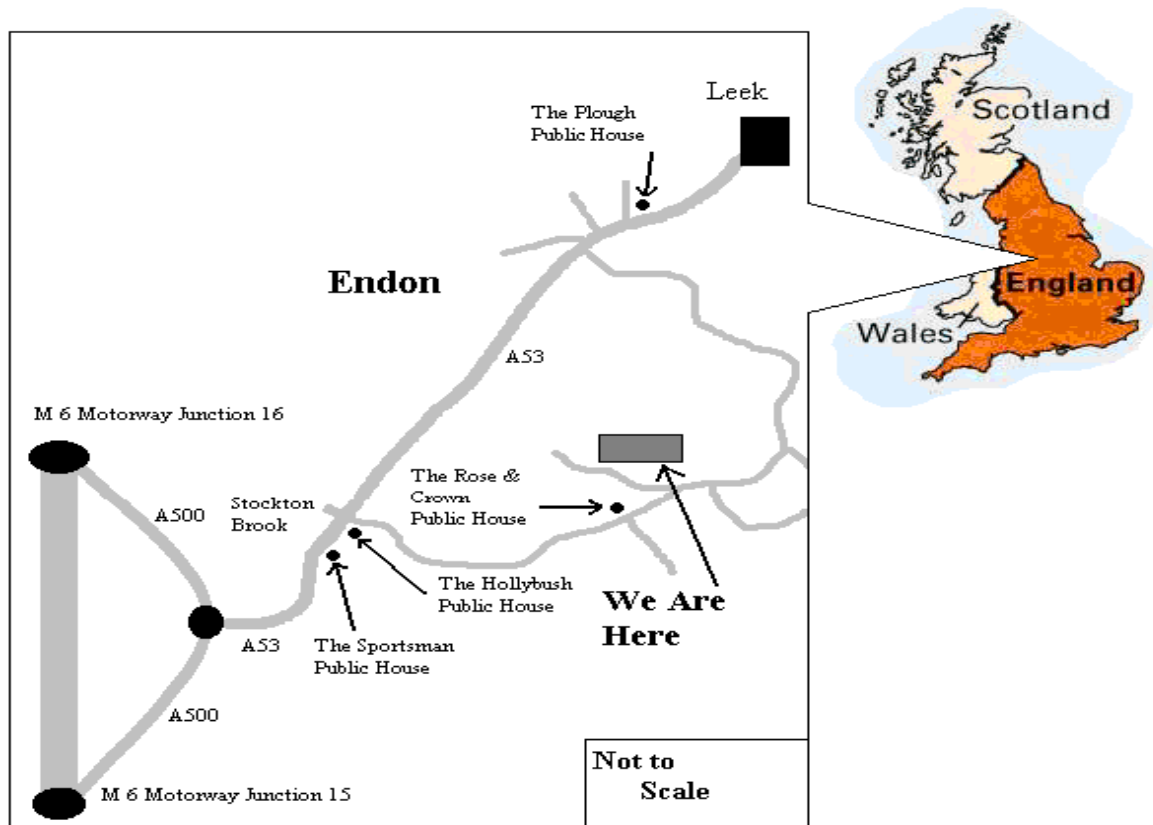 Leek
The Plough
Public House
Scotland
Endon
England
Wales
A53
M 6 Motorway Junction 16
The Rose &
Crown
Public House
A500
Stockton
Brook
The Hollybush
Public House
We Are
Here
A53
The Sportsman
Public House
A500
Not to
Scale
M 6 Motorway Junction 15